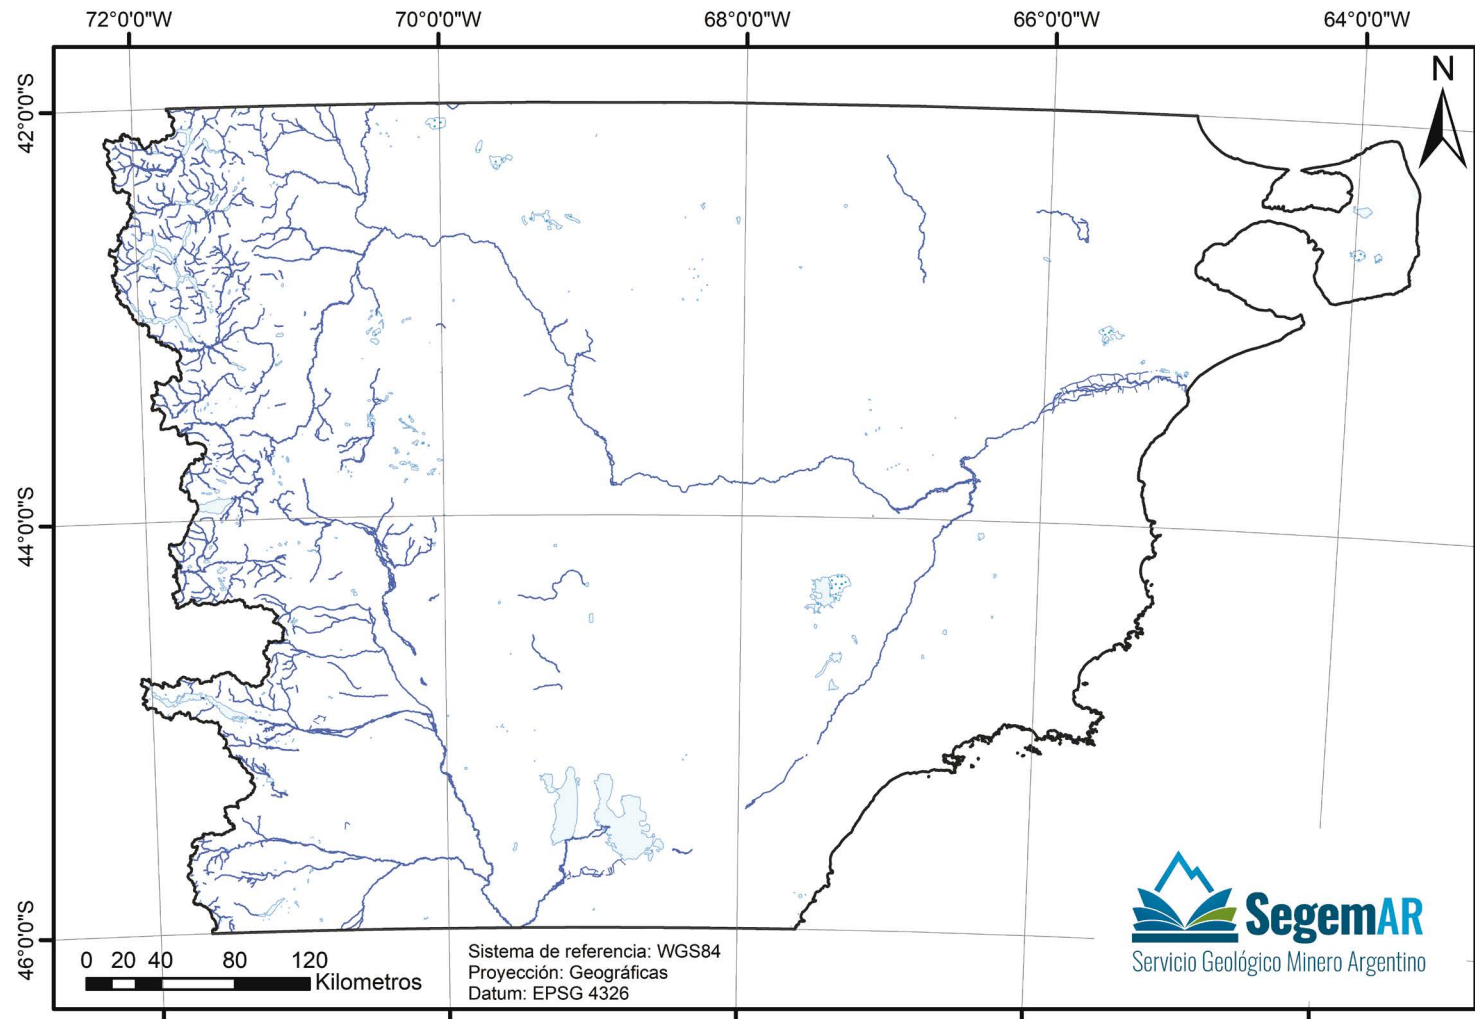 72°0'0"W 70°0'0"W 68°0'0"W 66°0'0"W 64°0'0"W
N
42°0'0"S
44°0'0"S
46°0'0"S
0 20 40 80 120
Kilometros
Sistema de referencia: WGS84
Proyección: Geográficas
Datum: EPSG 4326
SegemAR
Servicio Geológico Minero Argentino